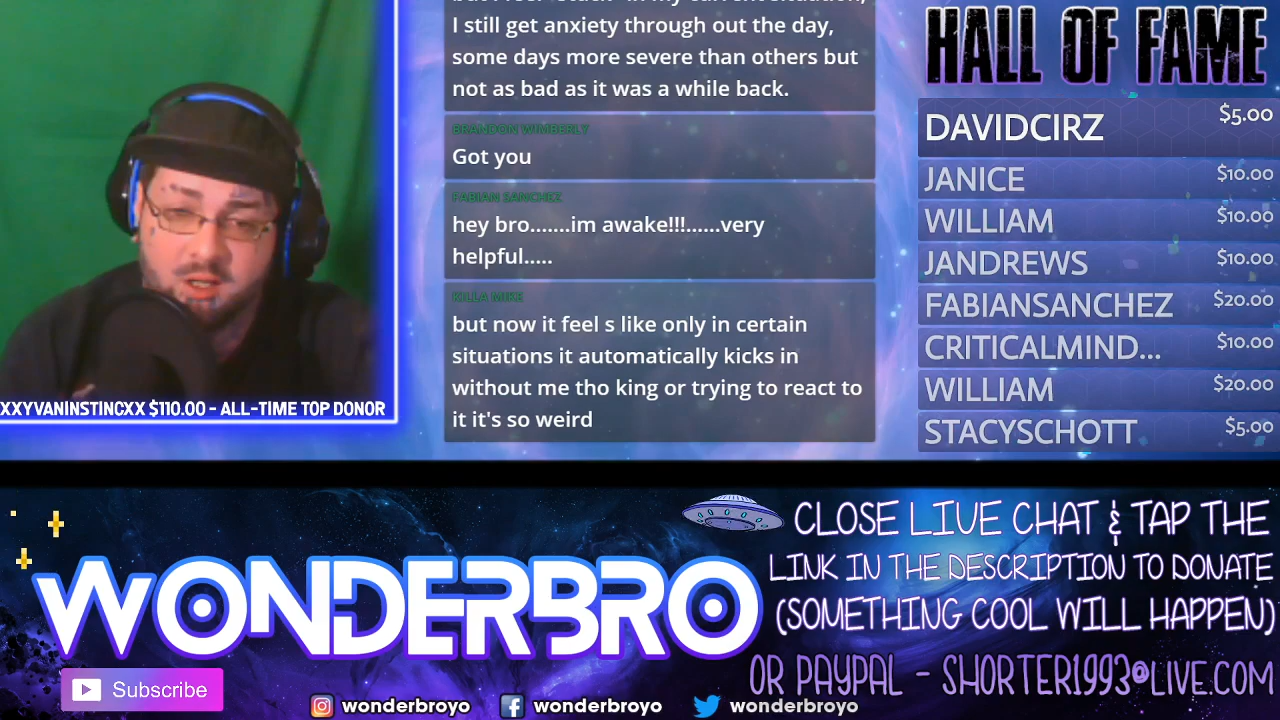 I still get anxiety through out the day,
some days more severe than others but
not as bad as it was a while back.
BRANDON WIMBERLY
Got you
FABIAN SANCHEZ
hey bro.......im awake!!!......very
helpful.....
KILLA MIKE
but now it feel s like only in certain
situations it automatically kicks in
without me tho king or trying to react to
it it's so weird
XXYVANINSTINCXX $110.00 - ALL-TIME TOP DONOR
HALL OF FAME
DAVIDCIRZ $5.00
JANICE $10.00
WILLIAM $10.00
JANDREWS $10.00
FABIANSANCHEZ $20.00
CRITICALMIND... $10.00
WILLIAM $20.00
STACYSCHOTT $5.00
WONDERBRO
Subscribe
wonderbroyo wonderbroyo wonderbroyo
CLOSE LIVE CHAT & TAP THE
LINK IN THE DESCRIPTION TO DONATE
(SOMETHING COOL WILL HAPPEN)
OR PAYPAL - SHORTER1993@LIVE.COM